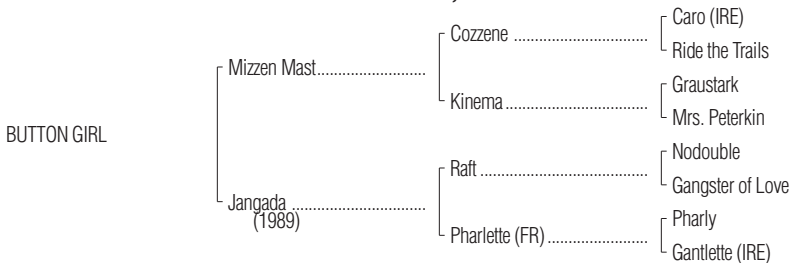 Caro (IRE)
Cozzene ................................
Ride the Trails
Mizzen Mast..........................
Graustark
Kinema..................................
Mrs. Peterkin
BUTTON GIRL
Nodouble
Raft ........................................
Gangster of Love
Jangada ................................
(1989)
Pharly
Pharlette (FR) ........................
Gantlette (IRE)